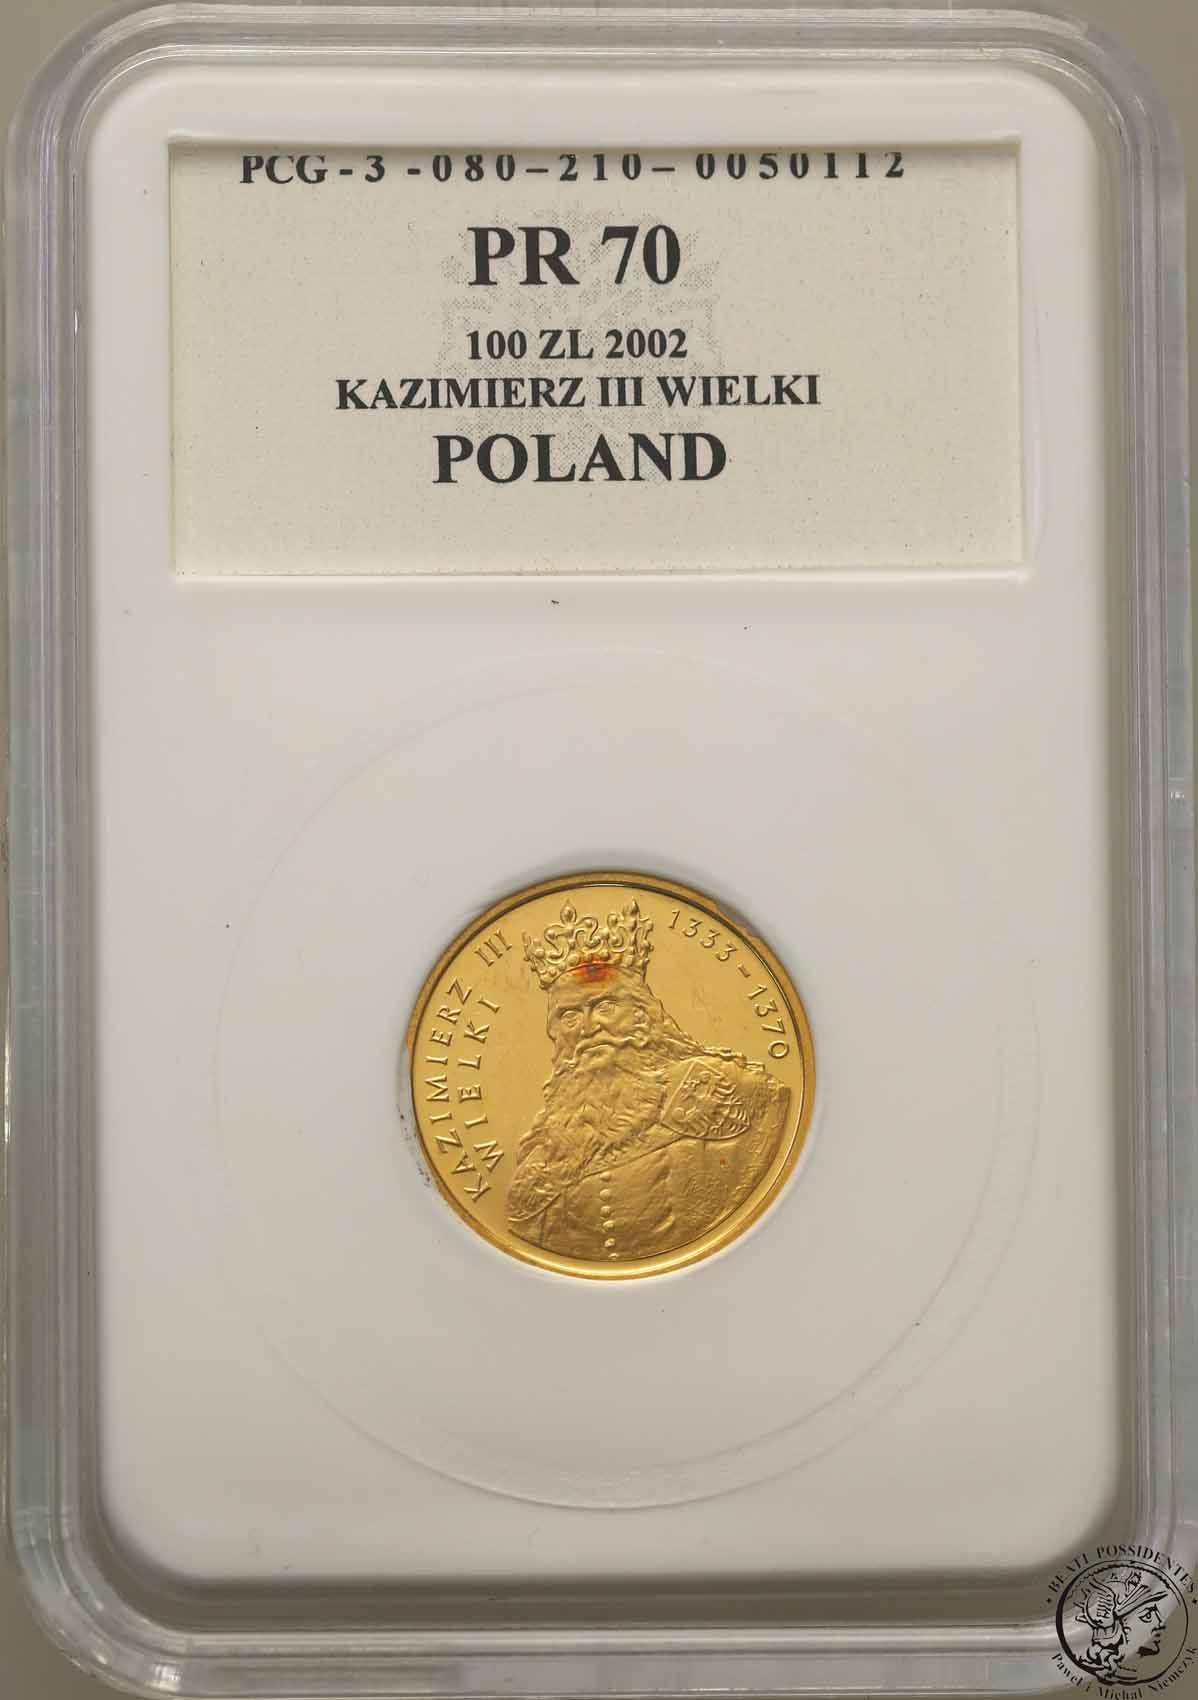 PCG-3-080-210-0050112
PR 70
100 ZL 2002
KAZIMIERZ III WIELKI
POLAND
KAZIMIERZ III
WIELKI
1333-1370
BEATI POSSIDENTES
Paweł i Michał Niemczyk